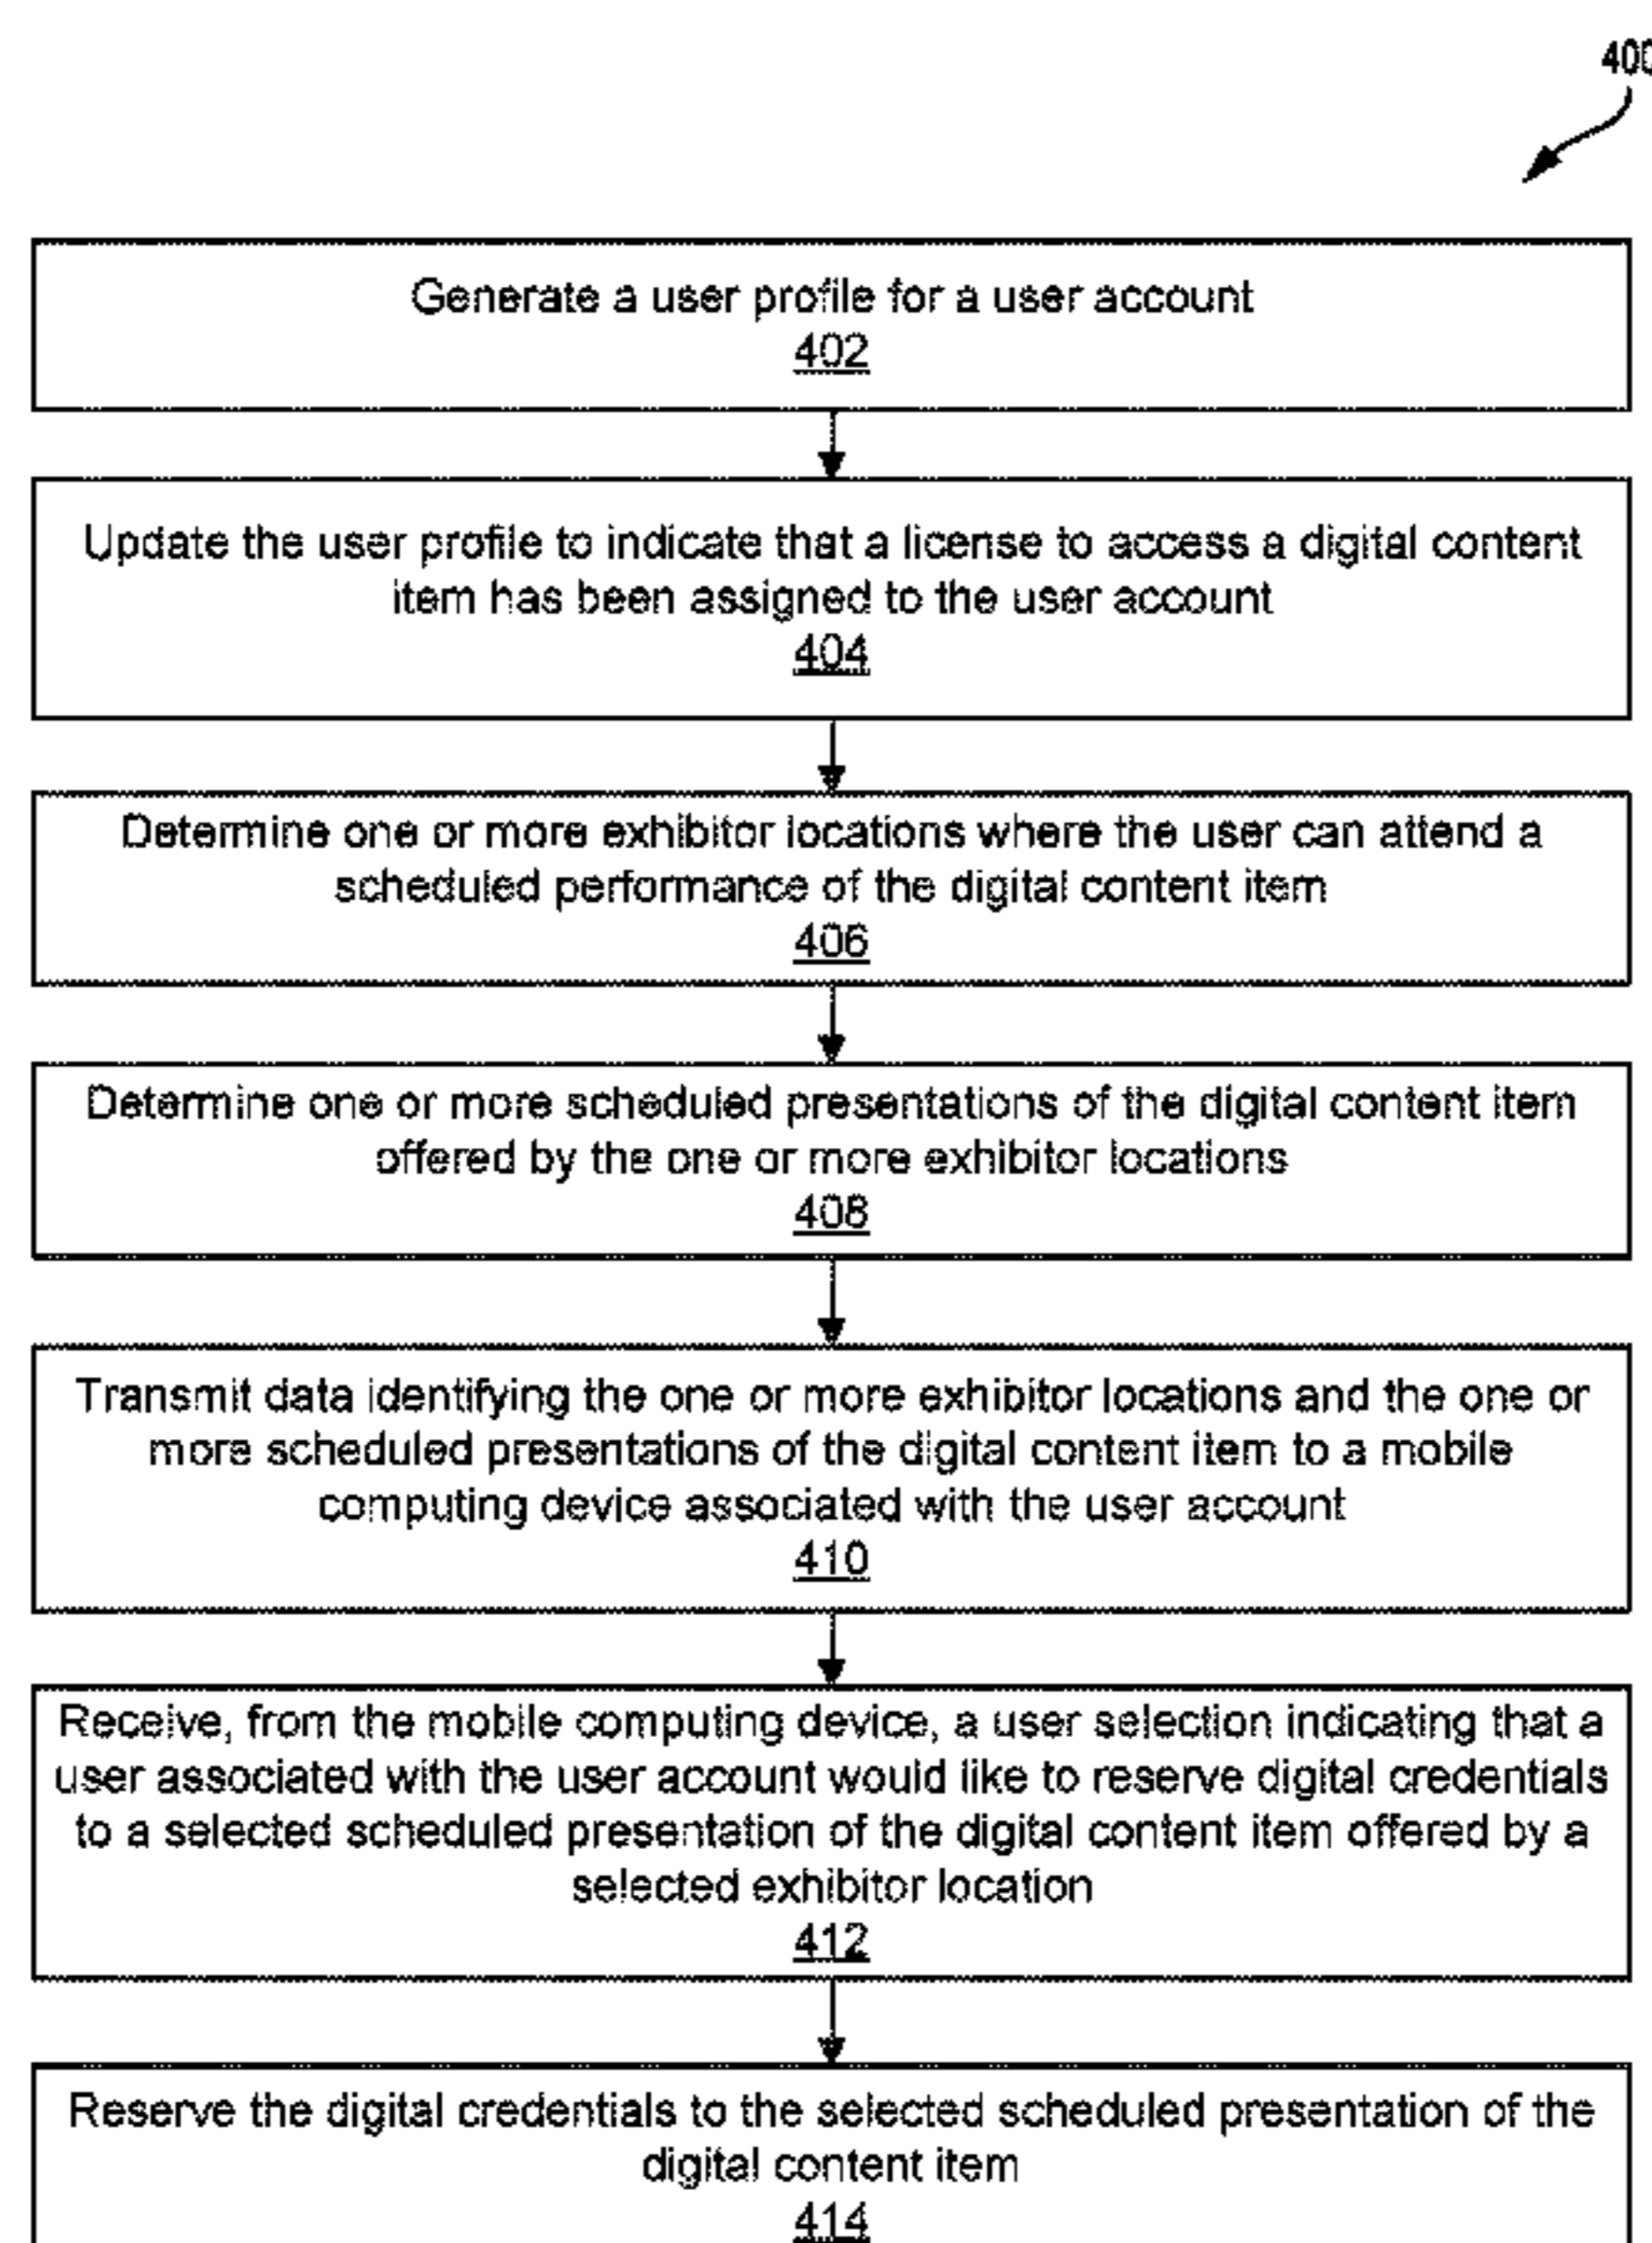 400
Generate a user profile for a user account
402
Update the user profile to indicate that a license to access a digital content
item has been assigned to the user account
404
Determine one or more exhibitor locations where the user can attend a
scheduled performance of the digital content item
406
Determine one or more scheduled presentations of the digital content item
offered by the one or more exhibitor locations
408
Transmit data identifying the one or more exhibitor locations and the one or
more scheduled presentations of the digital content item to a mobile
computing device associated with the user account
410
Receive, from the mobile computing device, a user selection indicating that a
user associated with the user account would like to reserve digital credentials
to a selected scheduled presentation of the digital content item offered by a
selected exhibitor location
412
Reserve the digital credentials to the selected scheduled presentation of the
digital content item
414